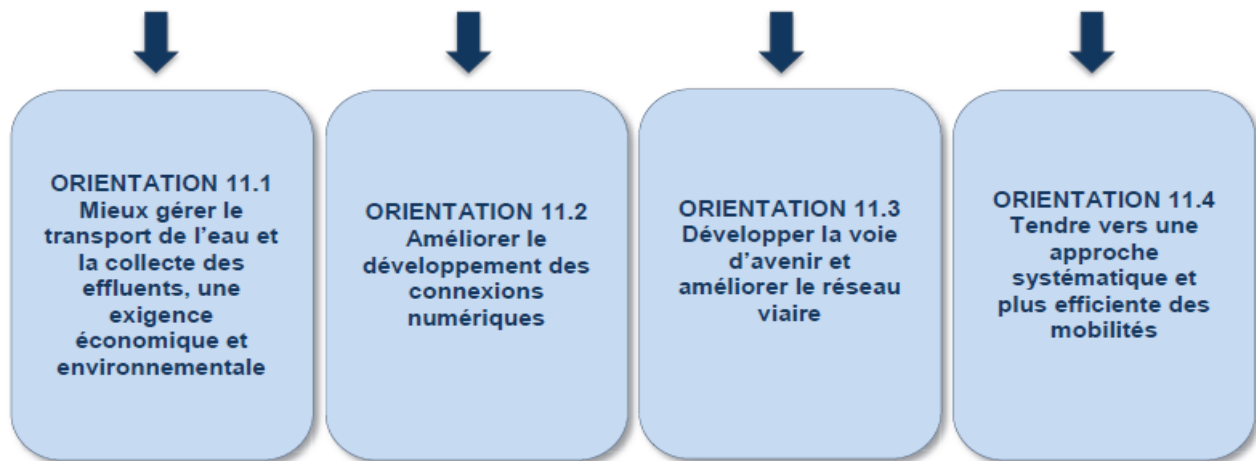 ORIENTATION 11.1
Mieux gérer le
transport de l’eau et
la collecte des
effluents, une
exigence
économique et
environnementale
ORIENTATION 11.2
Améliorer le
développement des
connexions
numériques
ORIENTATION 11.3
Développer la voie
d’avenir et
améliorer le réseau
viaire
ORIENTATION 11.4
Tendre vers une
approche
systématique et
plus efficiente des
mobilités